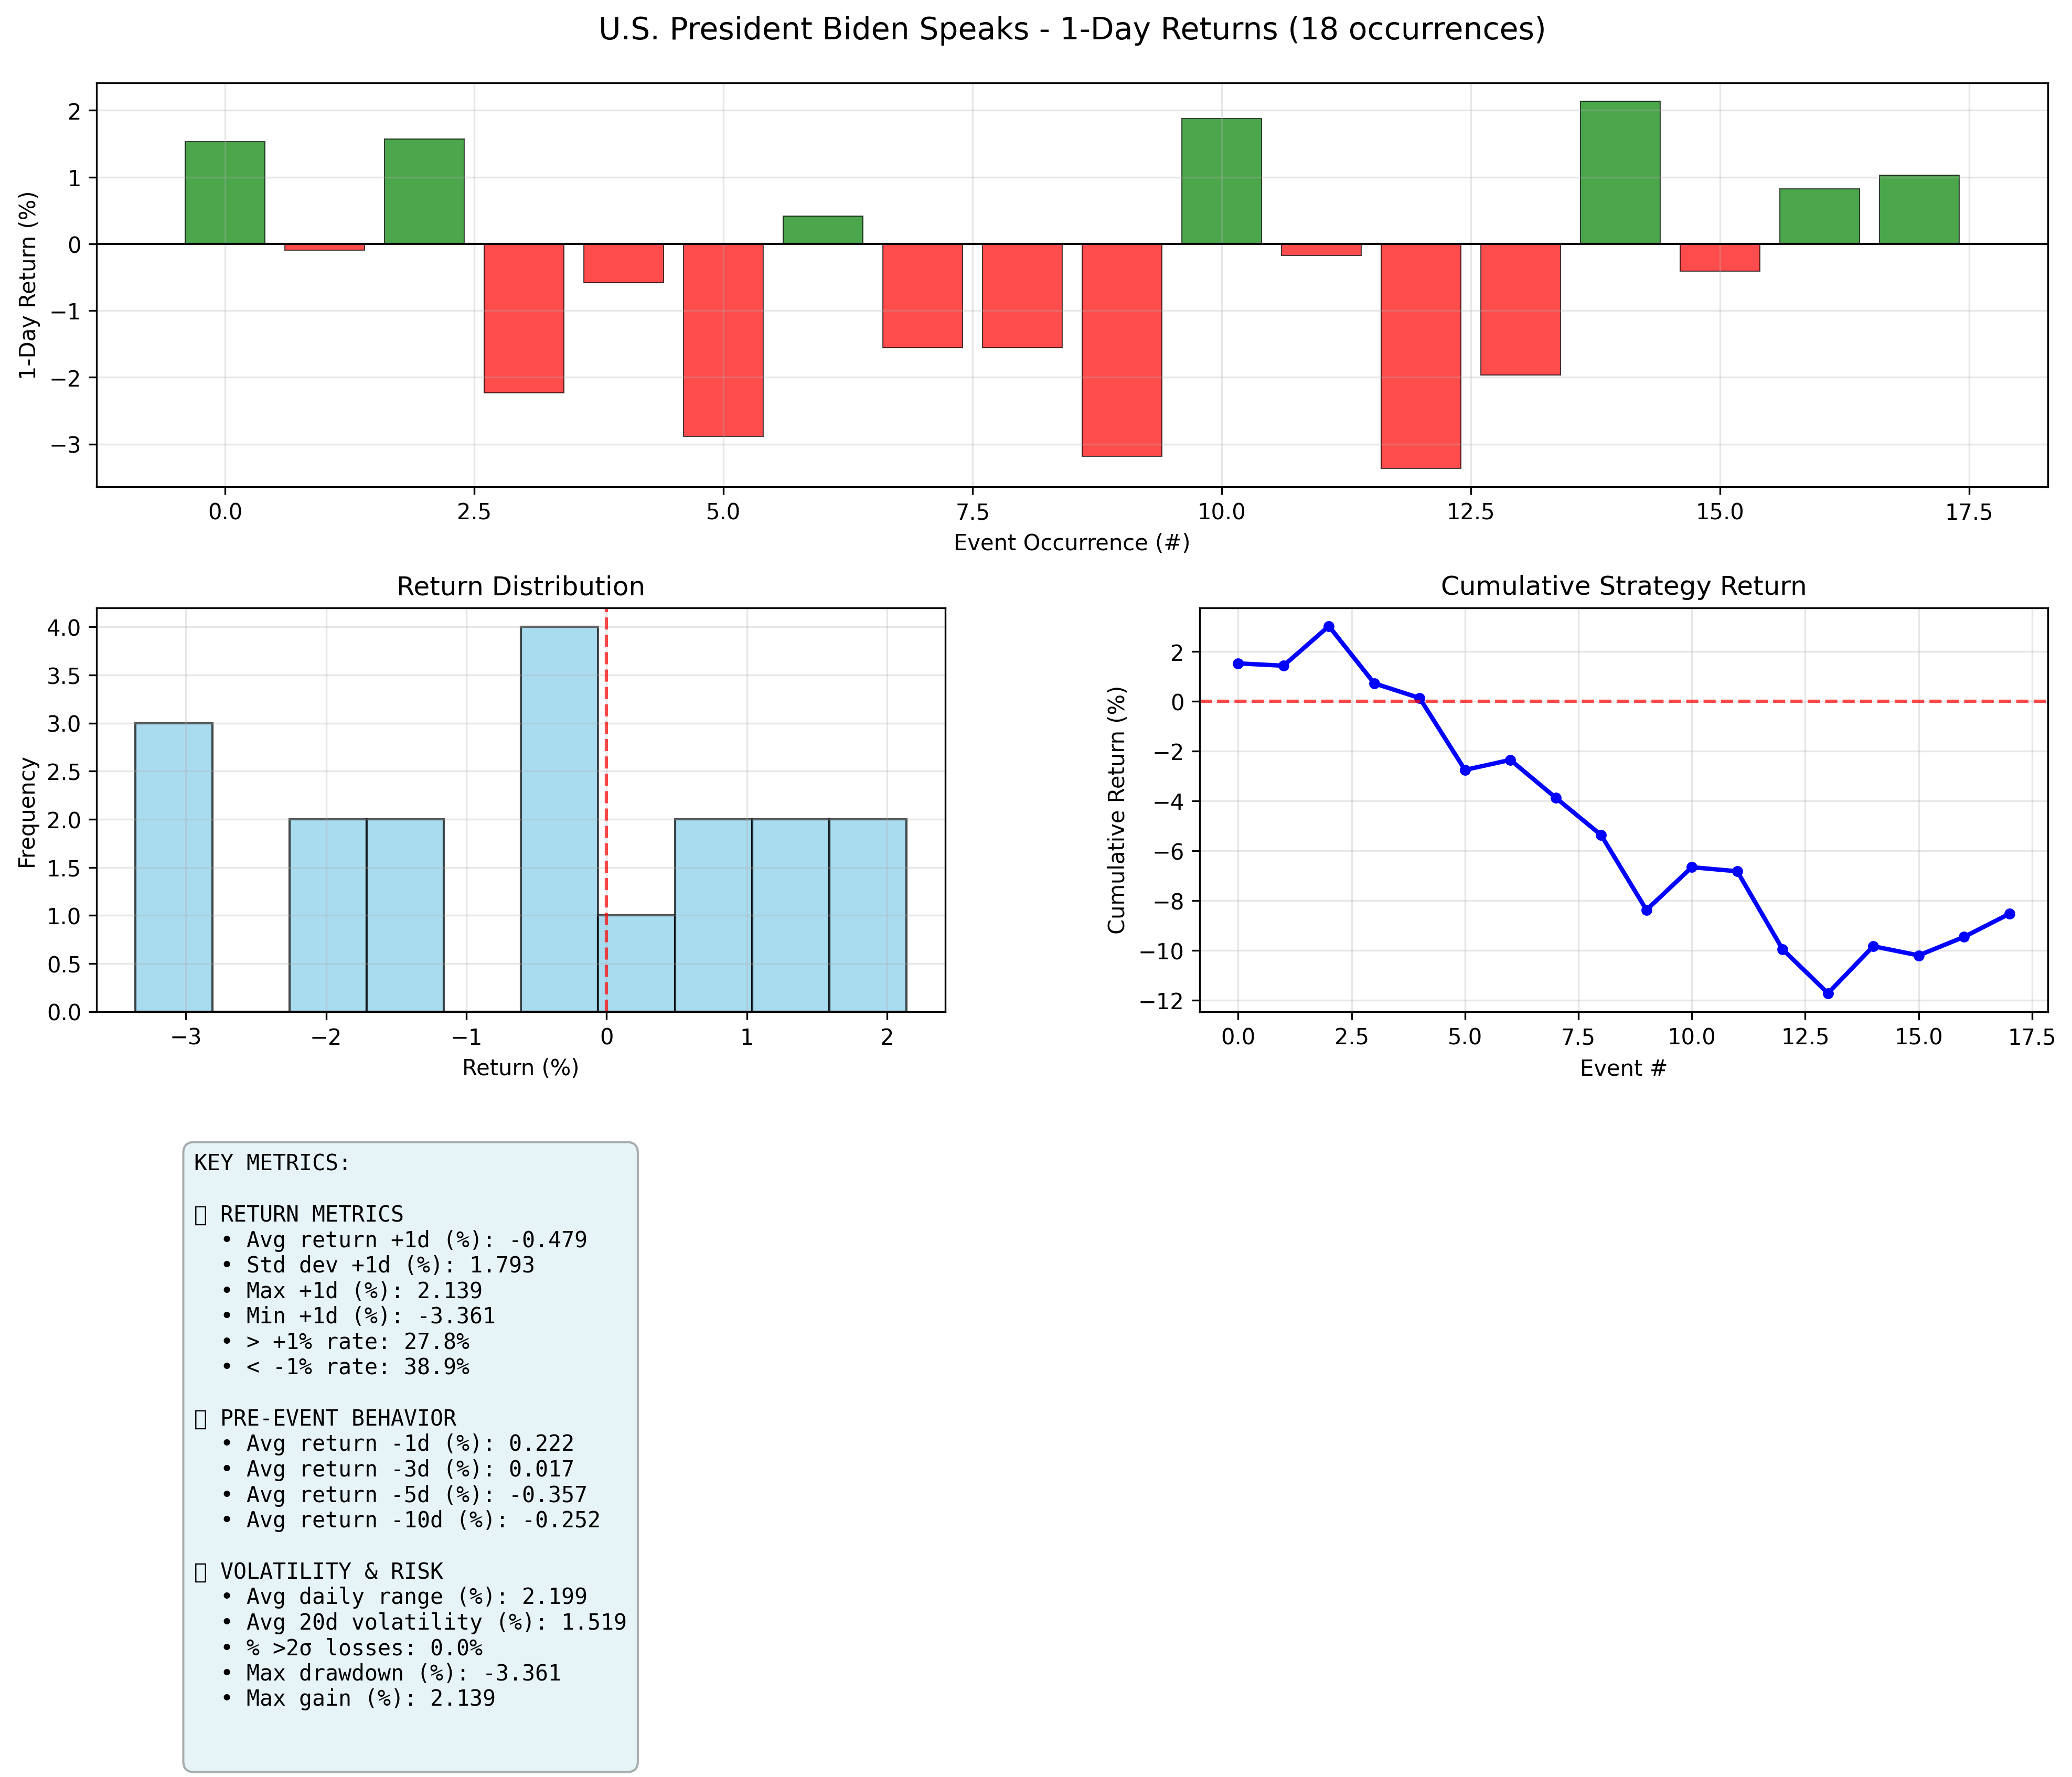 U.S. President Biden Speaks - 1-Day Returns (18 occurrences)
2
1
0
−1
−2
−3
1-Day Return (%)
0.0 2.5 5.0 7.5 10.0 12.5 15.0 17.5
Event Occurrence (#)
Return Distribution
4.0
3.5
3.0
2.5
2.0
1.5
1.0
0.5
0.0
Frequency
−3 −2 −1 0 1 2
Return (%)
Cumulative Strategy Return
2
0
−2
−4
−6
−8
−10
−12
Cumulative Return (%)
0.0 2.5 5.0 7.5 10.0 12.5 15.0 17.5
Event #
KEY METRICS:
RETURN METRICS
• Avg return +1d (%): -0.479
• Std dev +1d (%): 1.793
• Max +1d (%): 2.139
• Min +1d (%): -3.361
• > +1% rate: 27.8%
• < -1% rate: 38.9%
PRE-EVENT BEHAVIOR
• Avg return -1d (%): 0.222
• Avg return -3d (%): 0.017
• Avg return -5d (%): -0.357
• Avg return -10d (%): -0.252
VOLATILITY & RISK
• Avg daily range (%): 2.199
• Avg 20d volatility (%): 1.519
• % >2σ losses: 0.0%
• Max drawdown (%): -3.361
• Max gain (%): 2.139